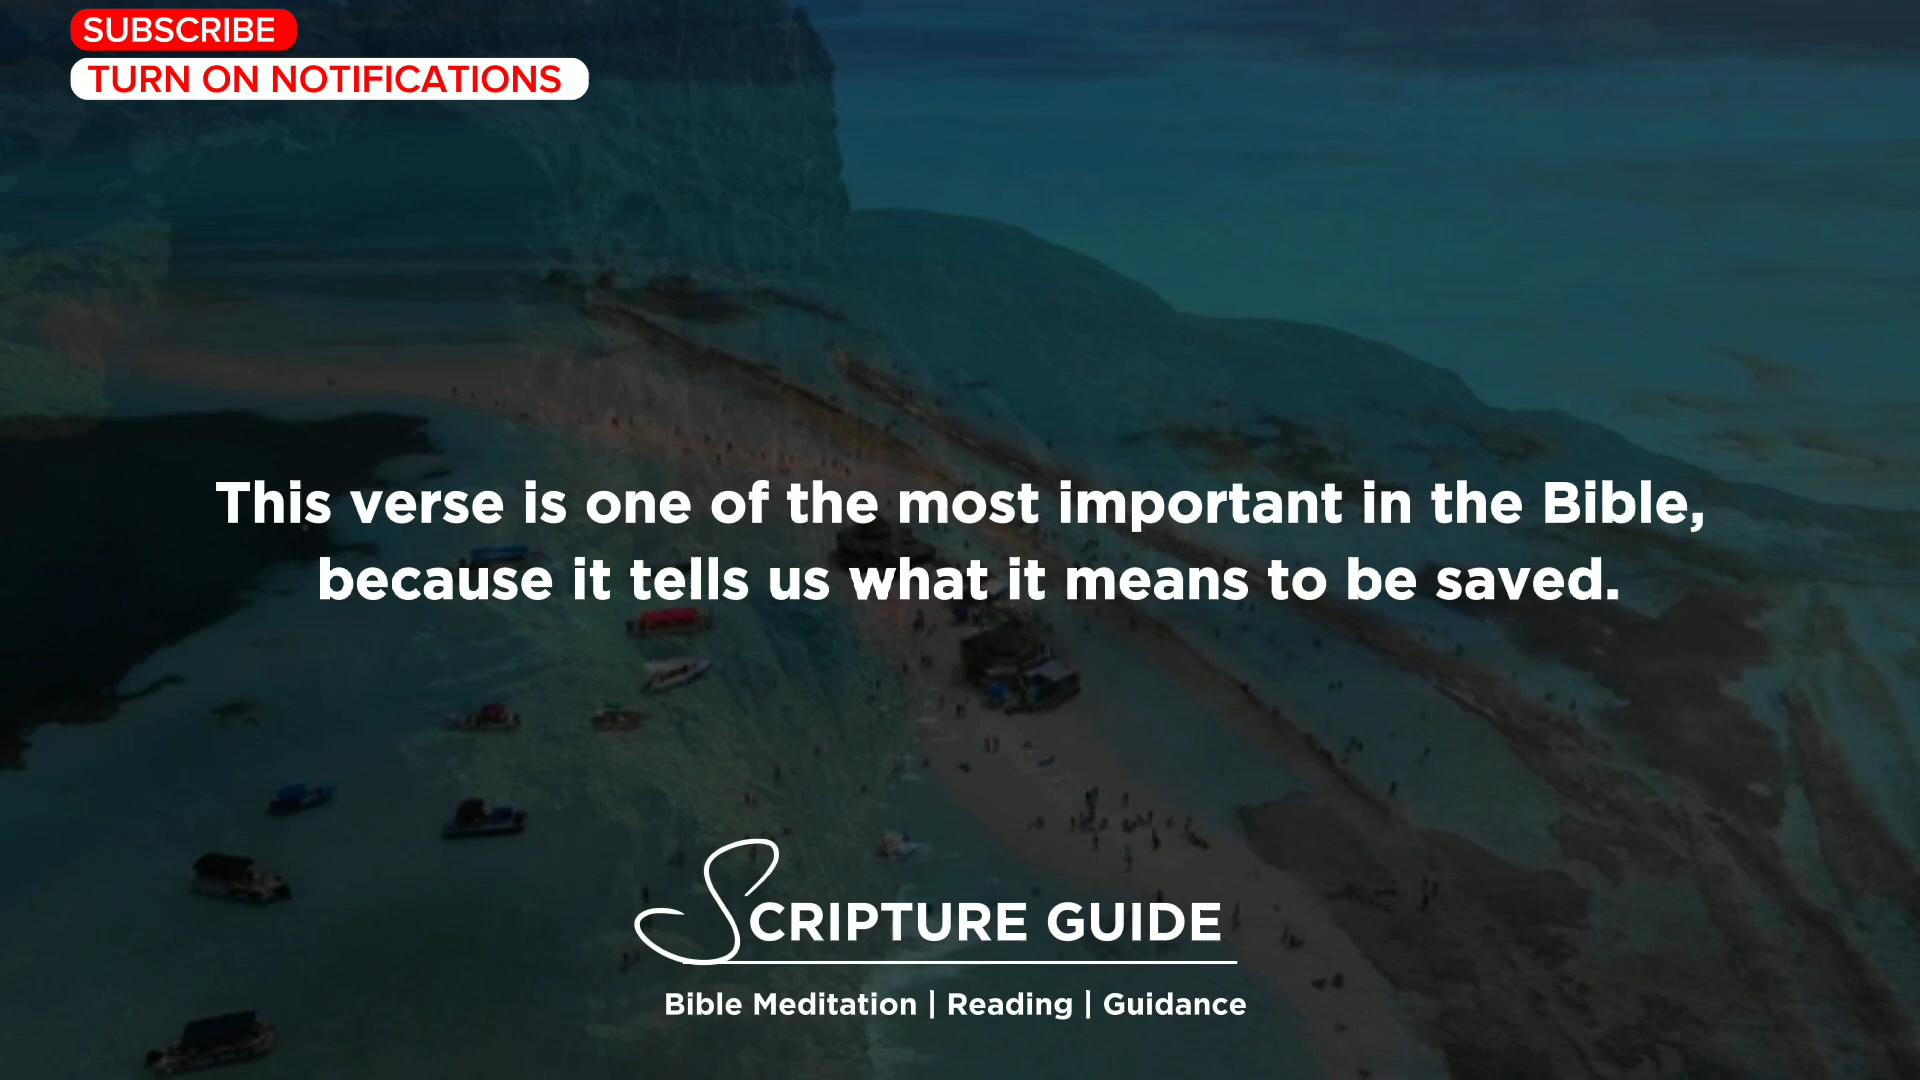 SUBSCRIBE
TURN ON NOTIFICATIONS
This verse is one of the most important in the Bible,
because it tells us what it means to be saved.
SCRIPTURE GUIDE
Bible Meditation | Reading | Guidance